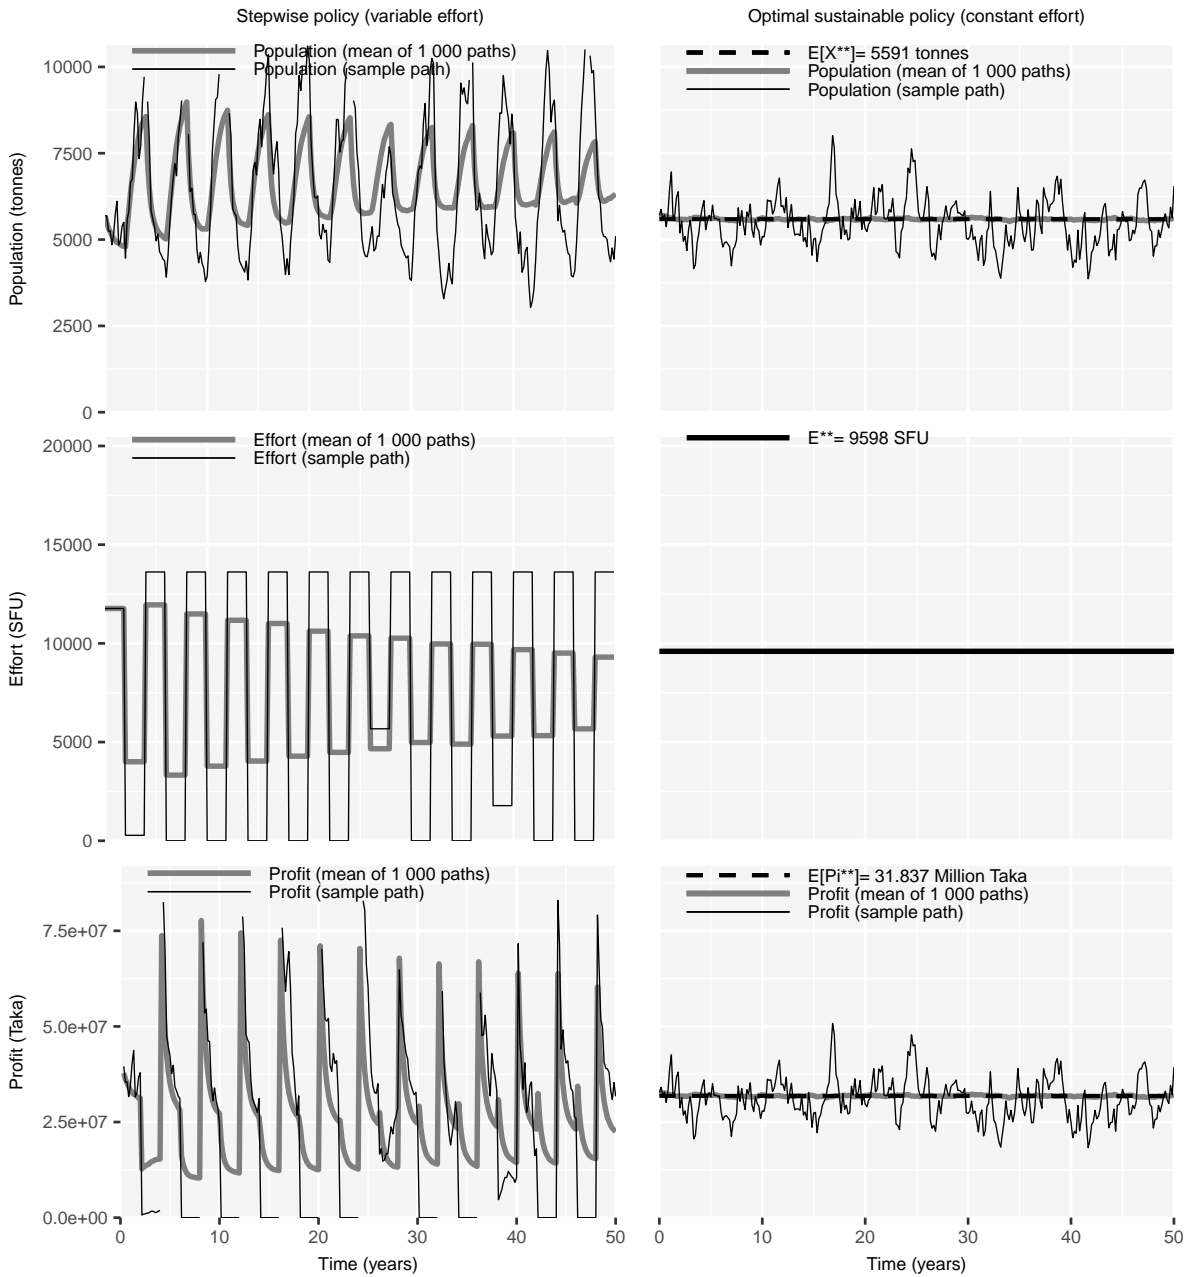 Stepwise policy (variable effort)
Optimal sustainable policy (constant effort)
Population (tonnes)
10000
7500
5000
2500
0
Population (mean of 1 000 paths)
Population (sample path)
E[X**]= 5591 tonnes
Population (mean of 1 000 paths)
Population (sample path)
Effort (SFU)
20000
15000
10000
5000
0
Effort (mean of 1 000 paths)
Effort (sample path)
E**= 9598 SFU
Profit (Taka)
7.5e+07
5.0e+07
2.5e+07
0.0e+00
Profit (mean of 1 000 paths)
Profit (sample path)
E[Pi**]= 31.837 Million Taka
Profit (mean of 1 000 paths)
Profit (sample path)
0 10 20 30 40 50
0 10 20 30 40 50
Time (years)
Time (years)